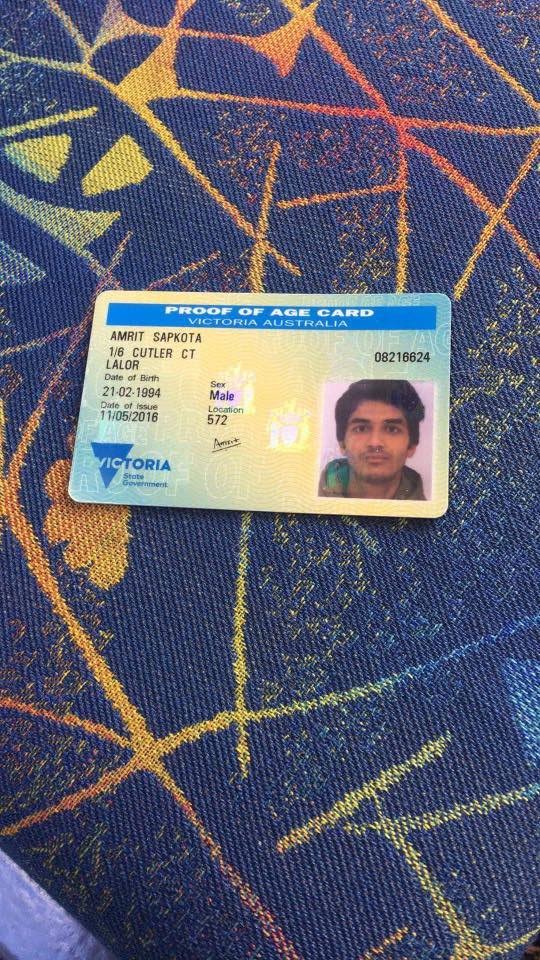 PROOF OF AGE CARD
VICTORIA AUSTRALIA
AMRIT SAPKOTA
1/6 CUTLER CT
LALOR
08216624
Date of Birth
21-02-1994
Date of issue
11/05/2016
Sex
Male
Location
572
Amrit
VICTORIA
State
Government